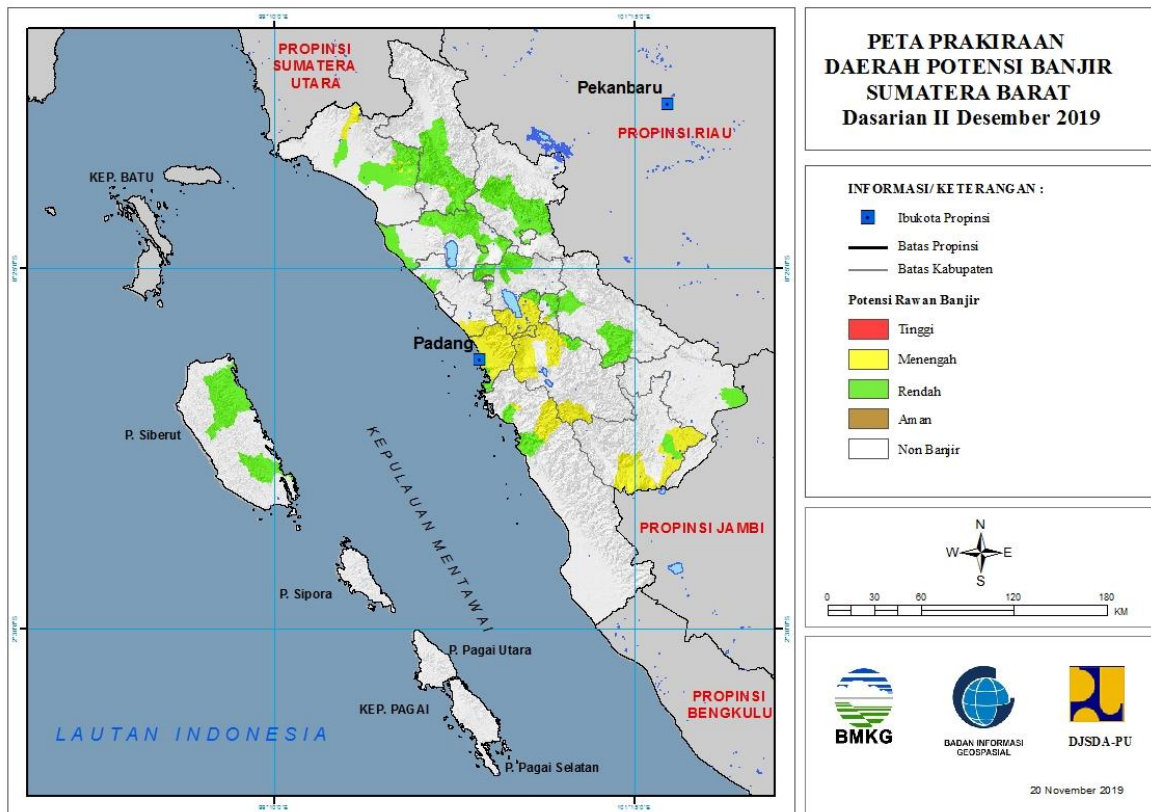 PROPINSI
SUMATERA
UTARA
Pekanbaru
PROPINSI RIAU
KEP. BATU
Padang
P. Siberut
KEPULAUAN MENTAWAI
PROPINSI JAMBI
P. Sipora
P. Pagai Utara
KEP. PAGAI
PROPINSI
BENGKULU
LAUTAN INDONESIA
P. Pagai Selatan
PETA PRAKIRAAN
DAERAH POTENSI BANJIR
SUMATERA BARAT
Dasarian II Desember 2019
INFORMASI/ KETERANGAN :
Ibukota Propinsi
Batas Propinsi
Batas Kabupaten
Potensi Rawan Banjir
Tinggi
Menengah
Rendah
Aman
Non Banjir
N
W E
S
0 30 60 120 180
KM
BMKG
BADAN INFORMASI
GEOSPASIAL
DJSDA-PU
20 November 2019